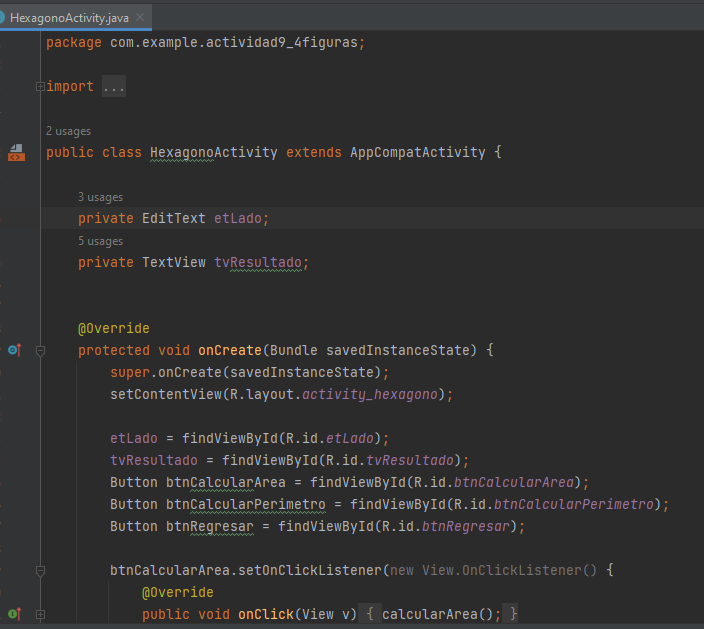 HexagonoActivity.java
package com.example.actividad9_4figuras;
import ...
2 usages
public class HexagonoActivity extends AppCompatActivity {
3 usages
private EditText etLado;
5 usages
private TextView tvResultado;
@Override
protected void onCreate(Bundle savedInstanceState) {
super.onCreate(savedInstanceState);
setContentView(R.layout.activity_hexagono);
etLado = findViewById(R.id.etLado);
tvResultado = findViewById(R.id.tvResultado);
Button btnCalcularArea = findViewById(R.id.btnCalcularArea);
Button btnCalcularPerimetro = findViewById(R.id.btnCalcularPerimetro);
Button btnRegresar = findViewById(R.id.btnRegresar);
btnCalcularArea.setOnClickListener(new View.OnClickListener() {
@Override
public void onClick(View v) { calcularArea(); }